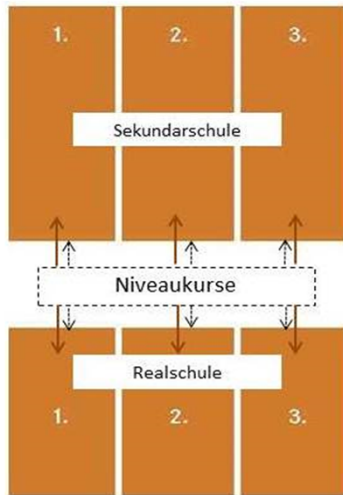 1. 2. 3.
Sekundarschule
Niveaukurse
Realschule
1. 2. 3.